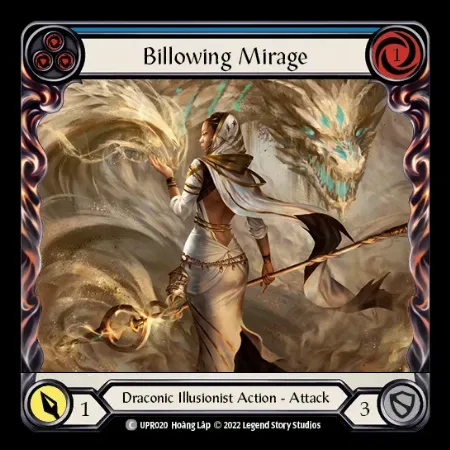 Billowing Mirage
1
1
Draconic Illusionist Action - Attack
3
C UPR020 Hoàng Lập © 2022 Legend Story Studios